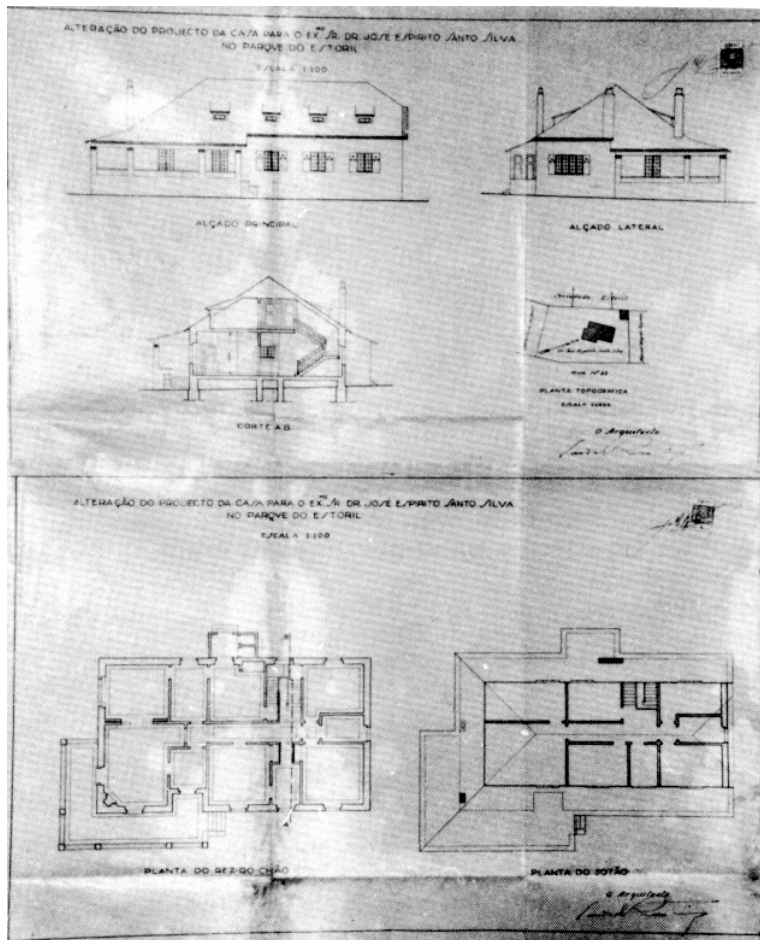 ALTERAÇÃO DO PROJECTO DA CASA PARA O EX.MO SR. DR. JOSÉ ESPIRITO SANTO SILVA
NO PARQUE DO ESTORIL
ESCALA 1:100
ALÇADO PRINCIPAL
ALÇADO LATERAL
CORTE A.B.
PLANTA TOPOGRAFICA
ESCALA
O Arquitecto
ALTERAÇÃO DO PROJECTO DA CASA PARA O EX.MO SR. DR. JOSÉ ESPIRITO SANTO SILVA
NO PARQUE DO ESTORIL
ESCALA 1:100
PLANTA DO REZ DO CHÃO
PLANTA DO SOTÃO
O Arquitecto